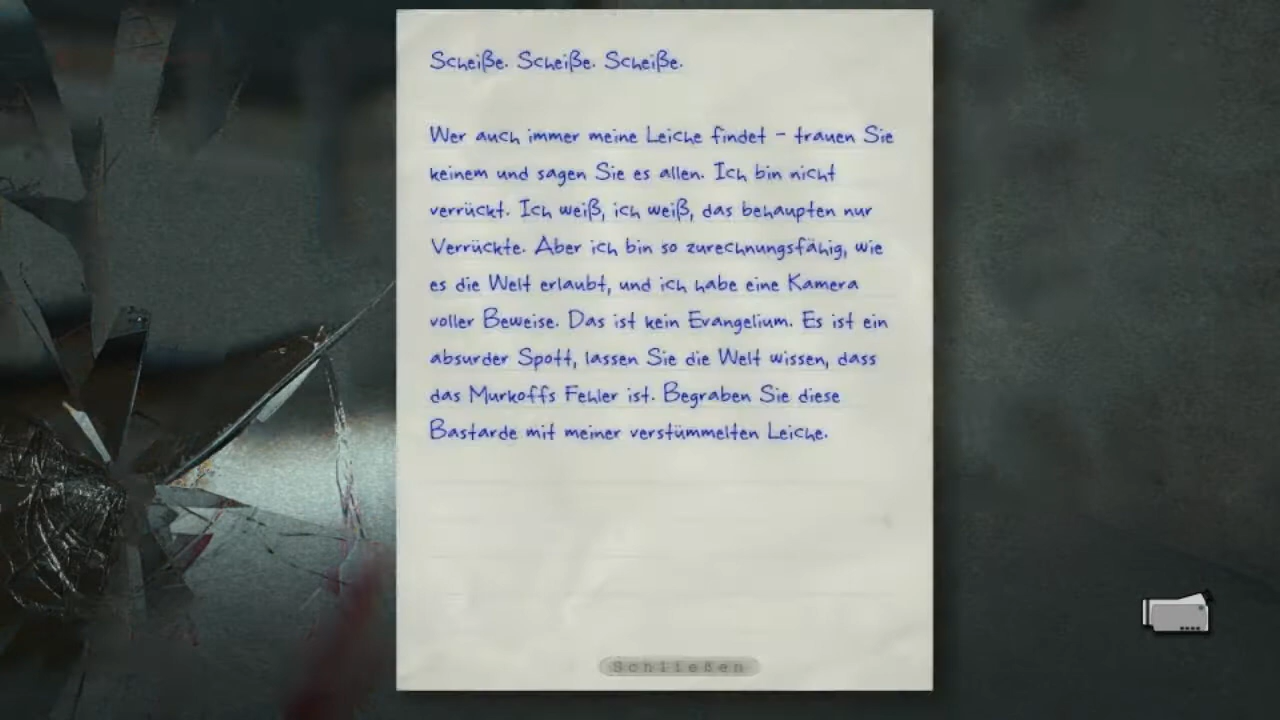 Scheiße. Scheiße. Scheiße.
Wer auch immer meine Leiche findet - trauen Sie
keinem und sagen Sie es allen. Ich bin nicht
verrückt. Ich weiß, ich weiß, das behaupten nur
Verrückte. Aber ich bin so zurechnungsfähig, wie
es die Welt erlaubt, und ich habe eine Kamera
voller Beweise. Das ist kein Evangelium. Es ist ein
absurder Spott, lassen Sie die Welt wissen, dass
das Murkoffs Fehler ist. Begraben Sie diese
Bastarde mit meiner verstümmelten Leiche.
Schließen